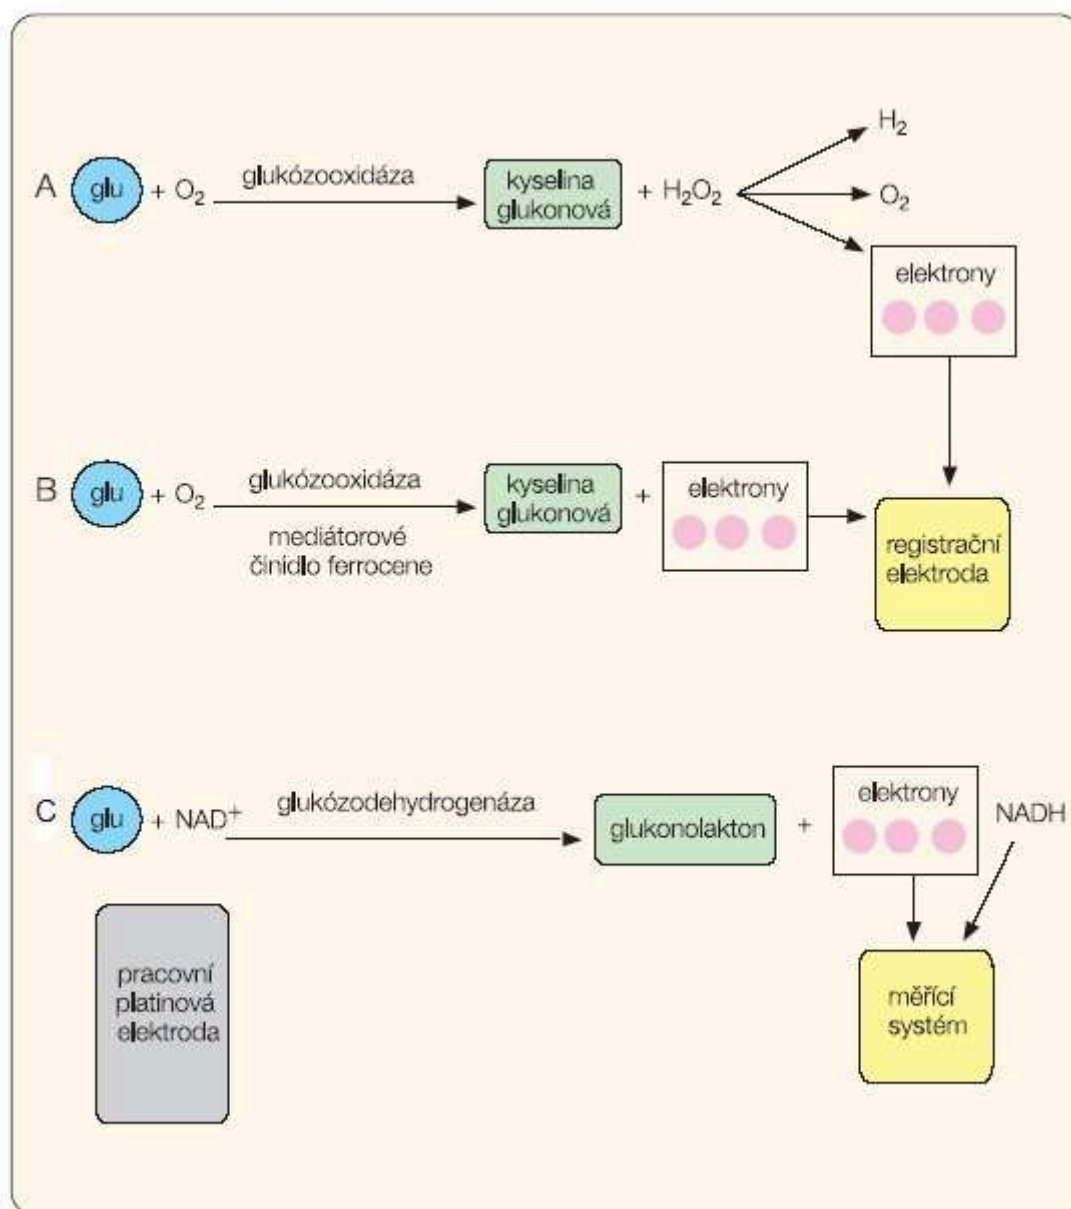 H₂
A glu + O₂ glukózooxidáza kyselina glukonová + H₂O₂ O₂
elektrony
B glu + O₂ glukózooxidáza kyselina glukonová + elektrony
mediátorové
činidlo ferrocene
registrační
elektroda
C glu + NAD⁺ glukózodehydrogenáza glukonolakton + elektrony NADH
pracovní
platinová
elektroda
měřící
systém